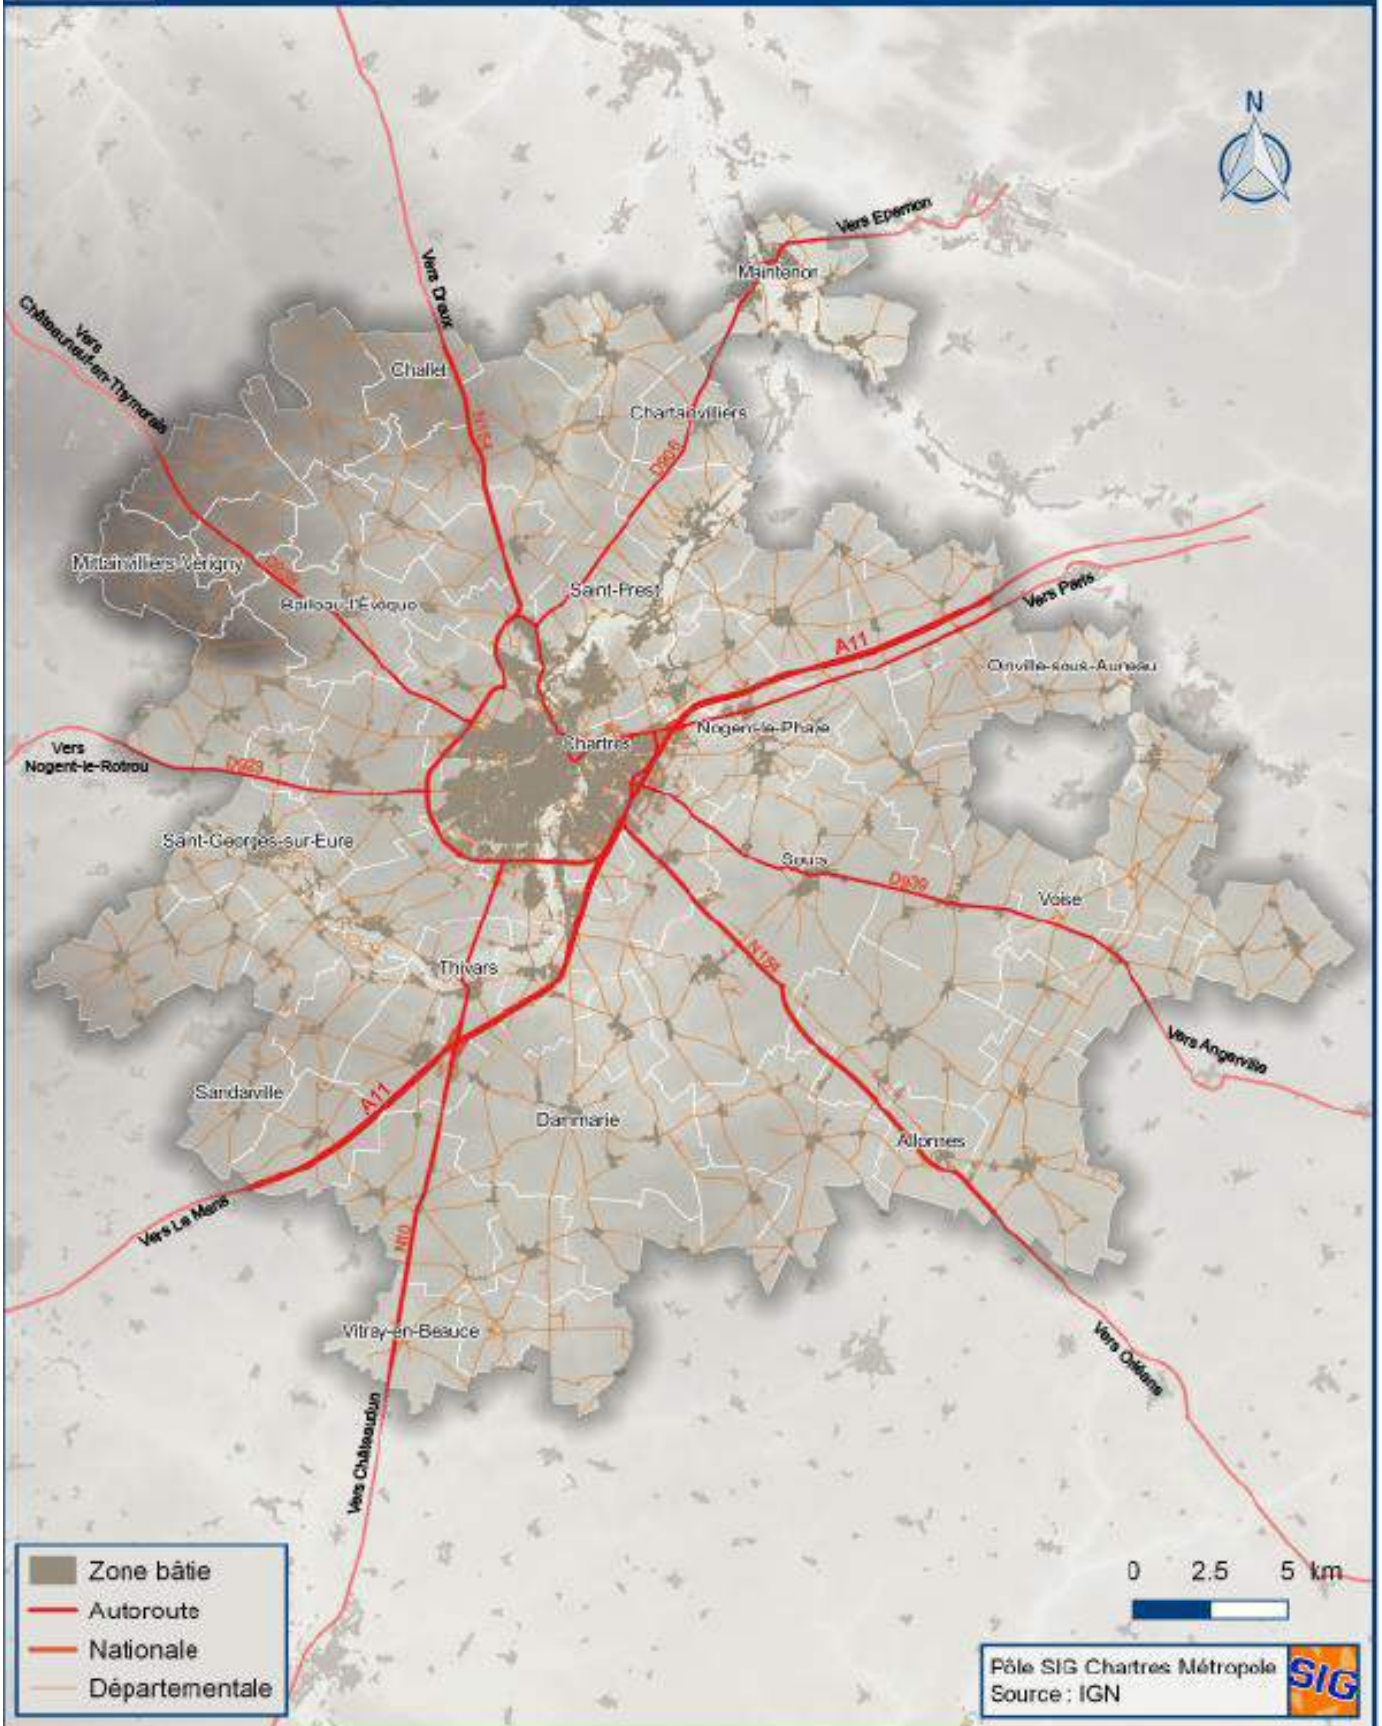 N
Vers Epernon
Maintenon
Vers Dreux
Vers
Châteauneuf-en-Thymerais
Challet
N154
Chartainvilliers
D906
Mittainvilliers-Vérigny
Bailleau-l'Évêque
Saint-Prest
Vers Paris
A11
Oinville-sous-Auneau
Nogent-le-Phaye
Chartres
Vers
Nogent-le-Rotrou
D923
Saint-Georges-sur-Eure
Sours
D939
Voise
N154
Thivars
Vers Angerville
Sandarville
A11
Dammarie
Allonnes
Vers Le Mans
N10
Vitray-en-Beauce
Vers Orléans
Vers Châteaudun
Zone bâtie
Autoroute
Nationale
Départementale
0 2.5 5 km
Pôle SIG Chartres Métropole
Source : IGN
SIG